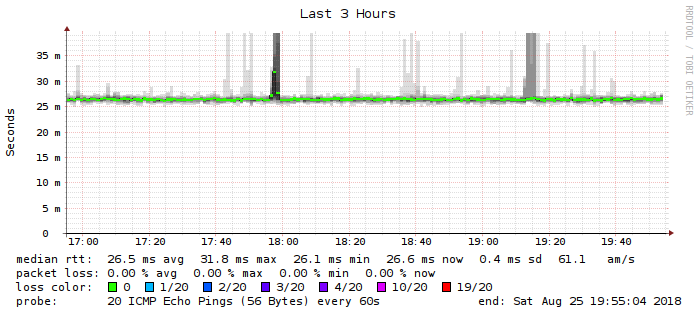 Last 3 Hours
RRDTOOL / TOBI OETIKER
Seconds
35 m
30 m
25 m
20 m
15 m
10 m
5 m
0
17:00 17:20 17:40 18:00 18:20 18:40 19:00 19:20 19:40
median rtt: 26.5 ms avg 31.8 ms max 26.1 ms min 26.6 ms now 0.4 ms sd 61.1 am/s
packet loss: 0.00 % avg 0.00 % max 0.00 % min 0.00 % now
loss color: 0 1/20 2/20 3/20 4/20 10/20 19/20
probe: 20 ICMP Echo Pings (56 Bytes) every 60s end: Sat Aug 25 19:55:04 2018